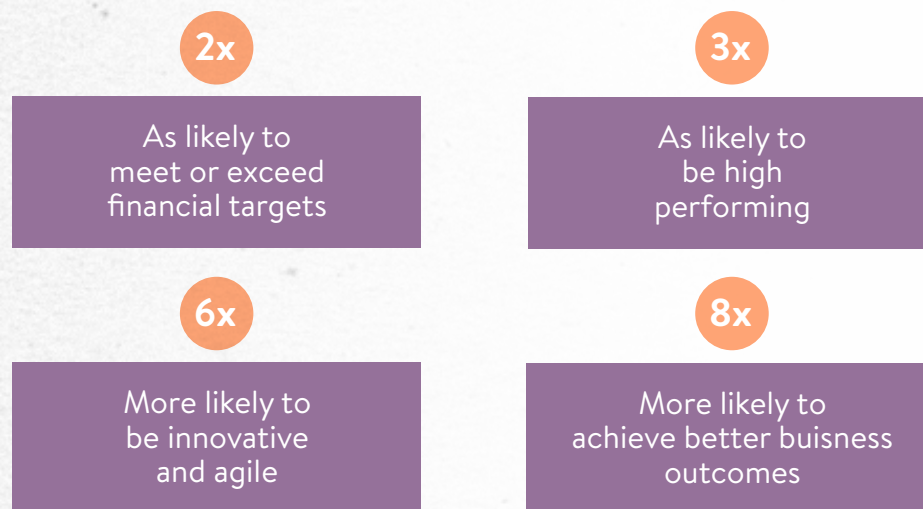 2x
As likely to
meet or exceed
financial targets
3x
As likely to
be high
performing
6x
More likely to
be innovative
and agile
8x
More likely to
achieve better buisness
outcomes